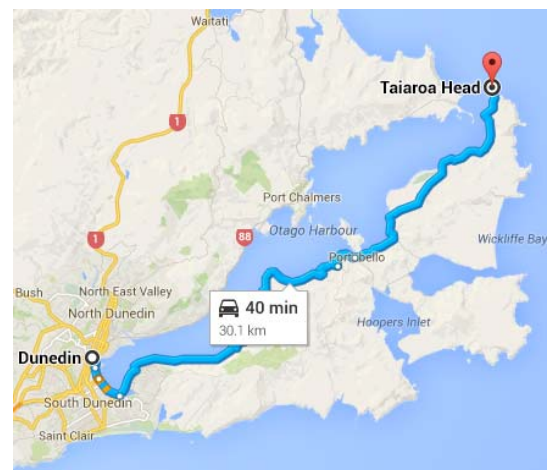 Waitati
Taiaroa Head
1
Port Chalmers
Otago Harbour
88
Wickliffe Bay
1
Portobello
Bush
North East Valley
North Dunedin
40 min
30.1 km
Hoopers Inlet
Dunedin
South Dunedin
Saint Clair